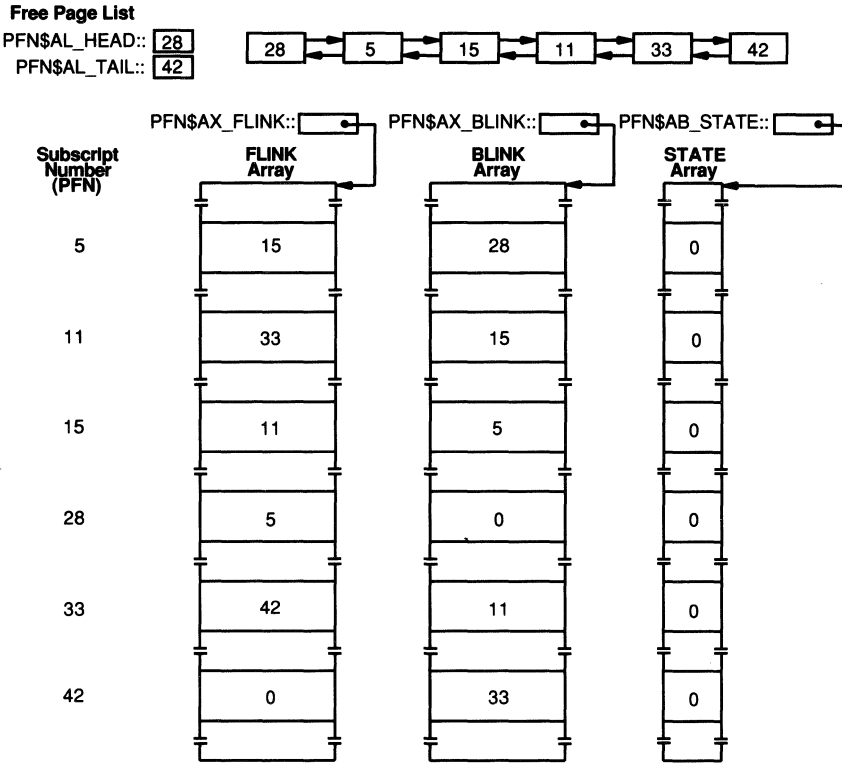 Free Page List
PFN$AL_HEAD:: 28
PFN$AL_TAIL:: 42
28 5 15 11 33 42
PFN$AX_FLINK:: PFN$AX_BLINK:: PFN$AB_STATE::
Subscript Number (PFN) FLINK Array BLINK Array STATE Array
5 15 28 0
11 33 15 0
15 11 5 0
28 5 0 0
33 42 11 0
42 0 33 0